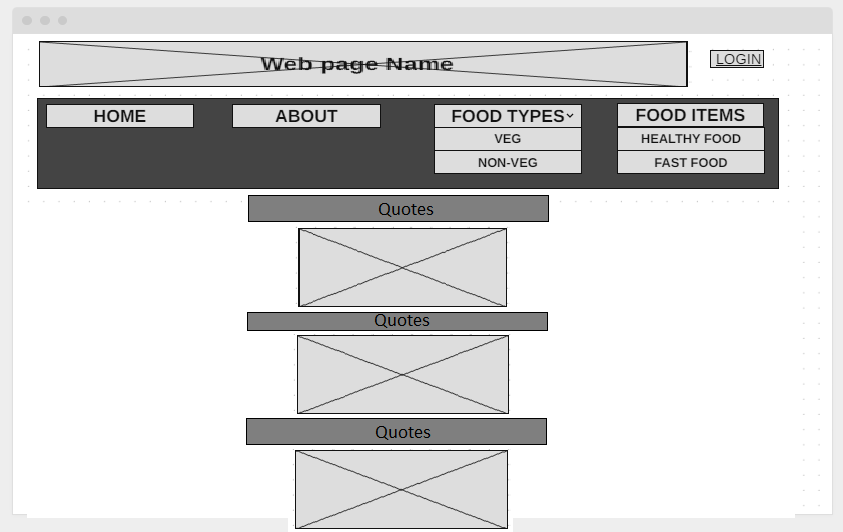 Web page Name
LOGIN
HOME
ABOUT
FOOD TYPES
FOOD ITEMS
VEG
HEALTHY FOOD
NON-VEG
FAST FOOD
Quotes
Quotes
Quotes